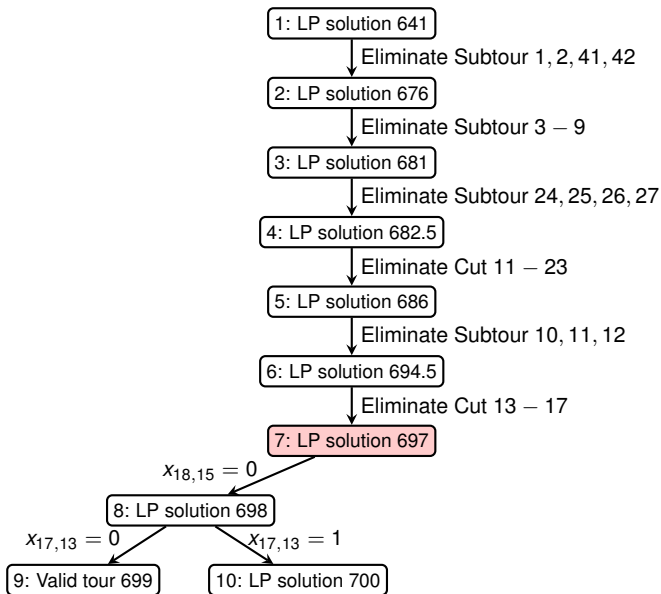 1: LP solution 641
Eliminate Subtour 1, 2, 41, 42
2: LP solution 676
Eliminate Subtour 3 − 9
3: LP solution 681
Eliminate Subtour 24, 25, 26, 27
4: LP solution 682.5
Eliminate Cut 11 − 23
5: LP solution 686
Eliminate Subtour 10, 11, 12
6: LP solution 694.5
Eliminate Cut 13 − 17
7: LP solution 697
x18,15 = 0
8: LP solution 698
x17,13 = 0
x17,13 = 1
9: Valid tour 699
10: LP solution 700